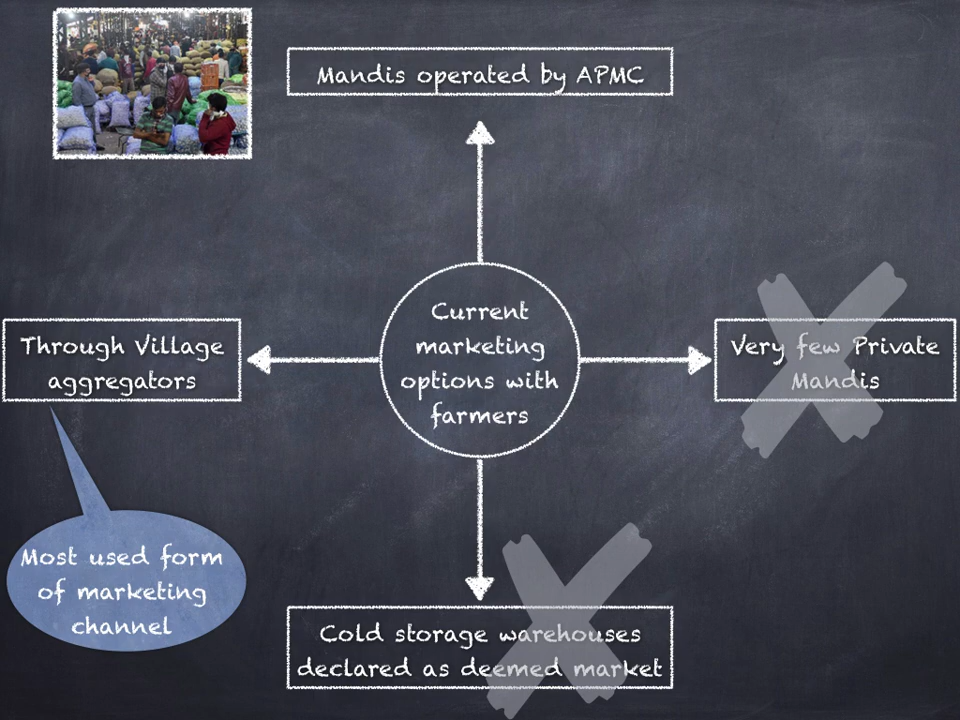 Mandis operated by APMC
Current
marketing
options with
farmers
Through Village
aggregators
Very few Private
Mandis
Most used form
of marketing
channel
Cold storage warehouses
declared as deemed market